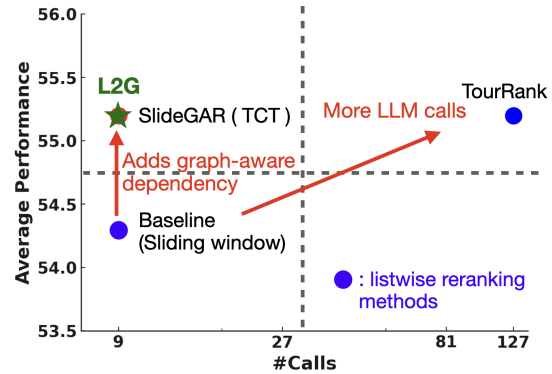 56.0
55.5
55.0
54.5
54.0
53.5
Average Performance
L2G
SlideGAR ( TCT )
More LLM calls
TourRank
Adds graph-aware
dependency
Baseline
(Sliding window)
: listwise reranking
methods
9
27
81
127
#Calls